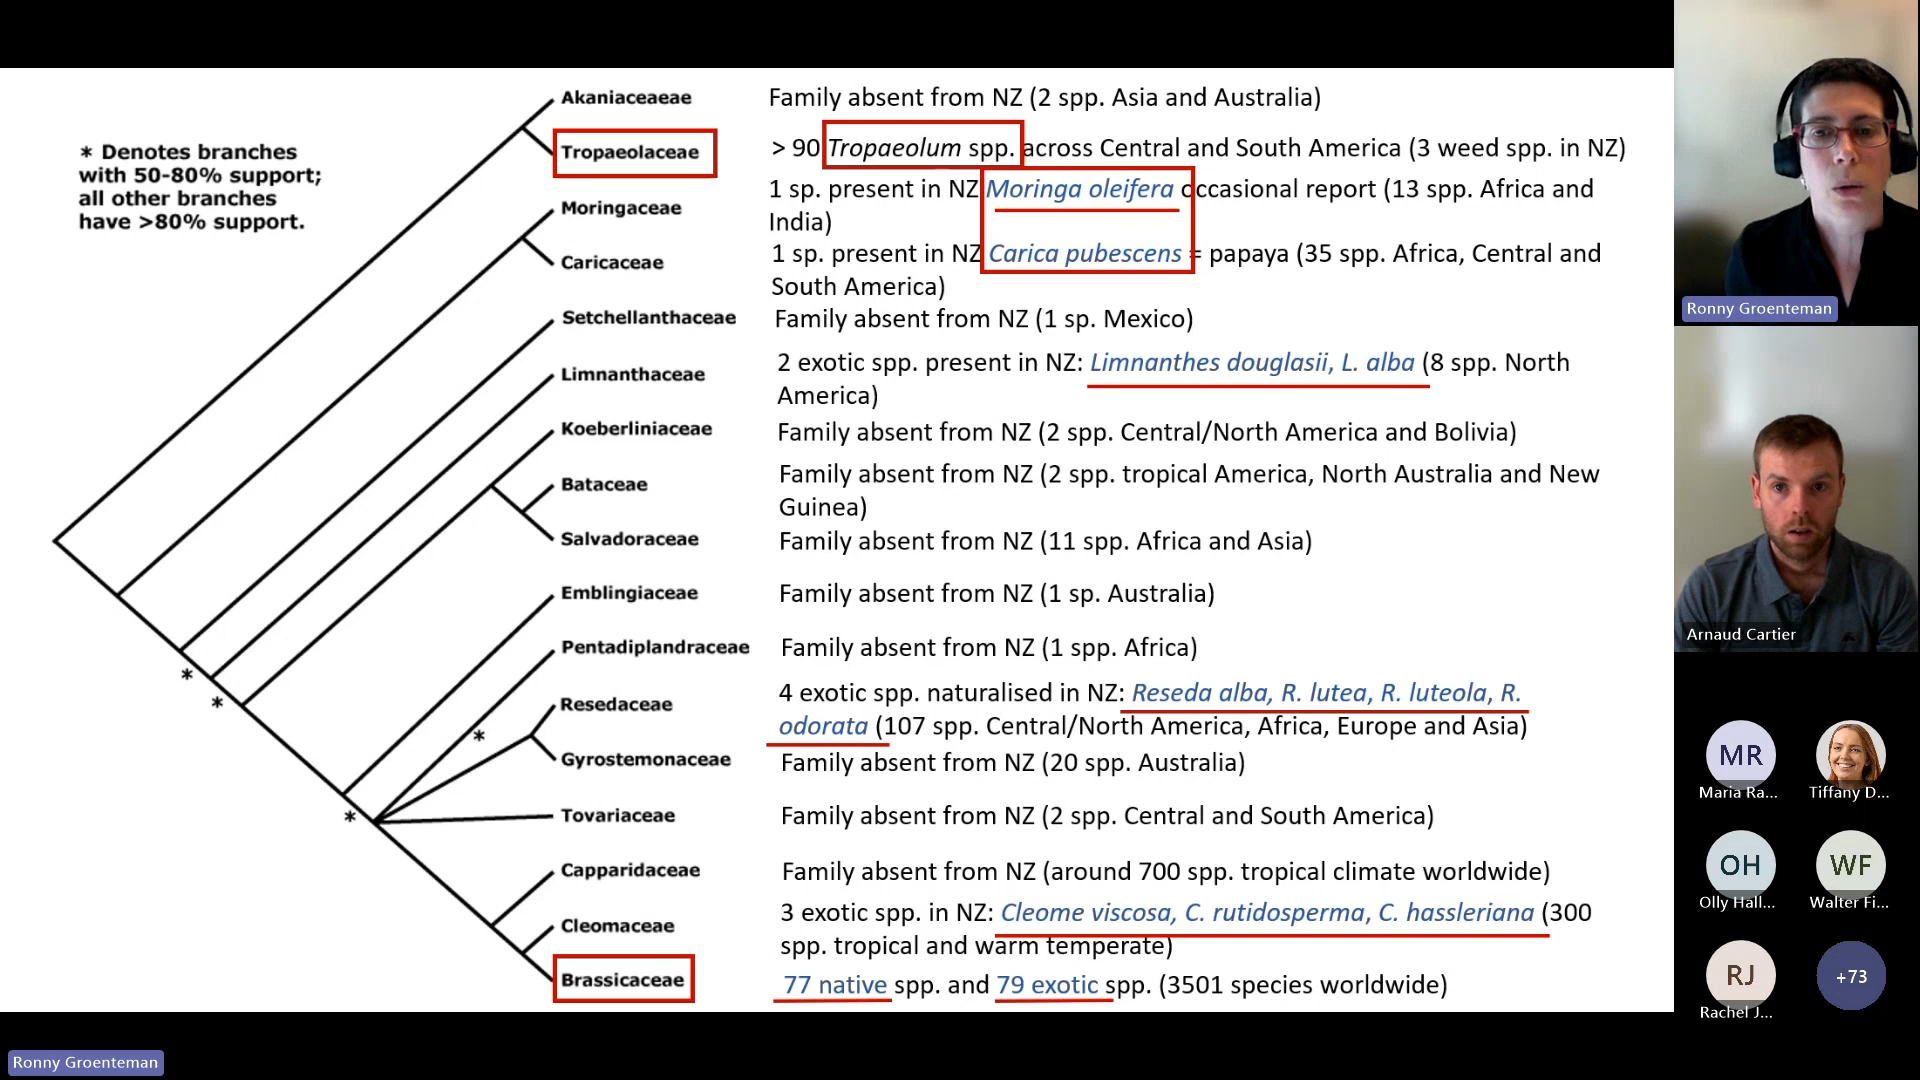 * Denotes branches
with 50-80% support;
all other branches
have >80% support.
Akaniaceaeae
Family absent from NZ (2 spp. Asia and Australia)
Tropaeolaceae
> 90 Tropaeolum spp. across Central and South America (3 weed spp. in NZ)
Moringaceae
1 sp. present in NZ Moringa oleifera occasional report (13 spp. Africa and
India)
Caricaceae
1 sp. present in NZ Carica pubescens = papaya (35 spp. Africa, Central and
South America)
Setchellanthaceae
Family absent from NZ (1 sp. Mexico)
Limnanthaceae
2 exotic spp. present in NZ: Limnanthes douglasii, L. alba (8 spp. North
America)
Koeberliniaceae
Family absent from NZ (2 spp. Central/North America and Bolivia)
Bataceae
Family absent from NZ (2 spp. tropical America, North Australia and New
Guinea)
Salvadoraceae
Family absent from NZ (11 spp. Africa and Asia)
Emblingiaceae
Family absent from NZ (1 sp. Australia)
Pentadiplandraceae
Family absent from NZ (1 spp. Africa)
Resedaceae
4 exotic spp. naturalised in NZ: Reseda alba, R. lutea, R. luteola, R.
odorata (107 spp. Central/North America, Africa, Europe and Asia)
Gyrostemonaceae
Family absent from NZ (20 spp. Australia)
Tovariaceae
Family absent from NZ (2 spp. Central and South America)
Capparidaceae
Family absent from NZ (around 700 spp. tropical climate worldwide)
Cleomaceae
3 exotic spp. in NZ: Cleome viscosa, C. rutidosperma, C. hassleriana (300
spp. tropical and warm temperate)
Brassicaceae
77 native spp. and 79 exotic spp. (3501 species worldwide)
*
*
*
*
Ronny Groenteman
Arnaud Cartier
MR
Maria Ra...
Tiffany D...
OH
Olly Hall...
WF
Walter Fi...
RJ
Rachel J...
+73
Ronny Groenteman